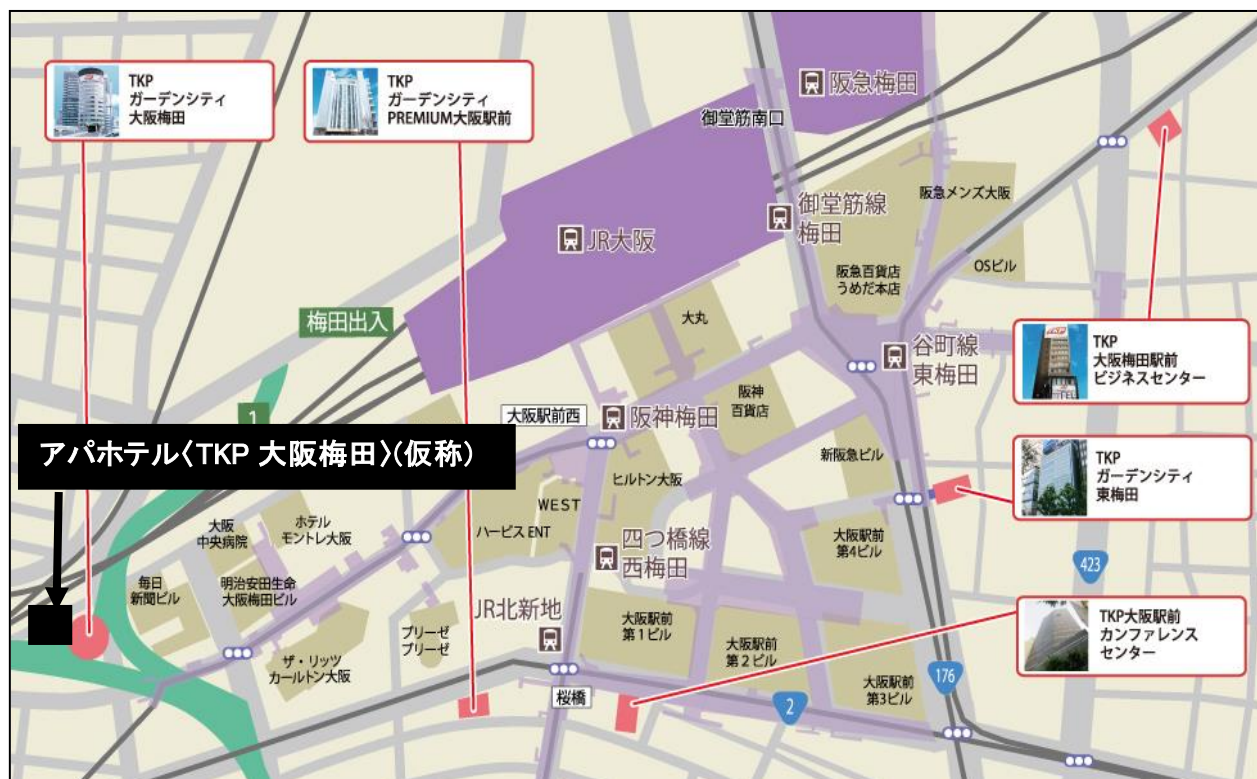 TKP
ガーデンシティ
大阪梅田
TKP
ガーデンシティ
PREMIUM大阪駅前
阪急梅田
御堂筋南口
阪急メンズ大阪
御堂筋線
梅田
JR大阪
阪急百貨店
うめだ本店
OSビル
梅田出入
大丸
谷町線
東梅田
TKP
大阪梅田駅前
ビジネスセンター
阪神
百貨店
1
大阪駅前西
阪神梅田
アパホテル〈TKP 大阪梅田〉(仮称)
新阪急ビル
TKP
ガーデンシティ
東梅田
ヒルトン大阪
WEST
ハービス ENT
大阪
中央病院
ホテル
モントレ大阪
四つ橋線
西梅田
大阪駅前
第4ビル
423
毎日
新聞ビル
明治安田生命
大阪梅田ビル
JR北新地
ブリーゼ
ブリーゼ
大阪駅前
第1ビル
大阪駅前
第2ビル
TKP大阪駅前
カンファレンス
センター
ザ・リッツ
カールトン大阪
桜橋
2
大阪駅前
第3ビル
176